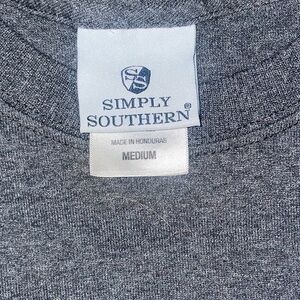 SS
SIMPLY
SOUTHERN®
MADE IN HONDURAS
MEDIUM